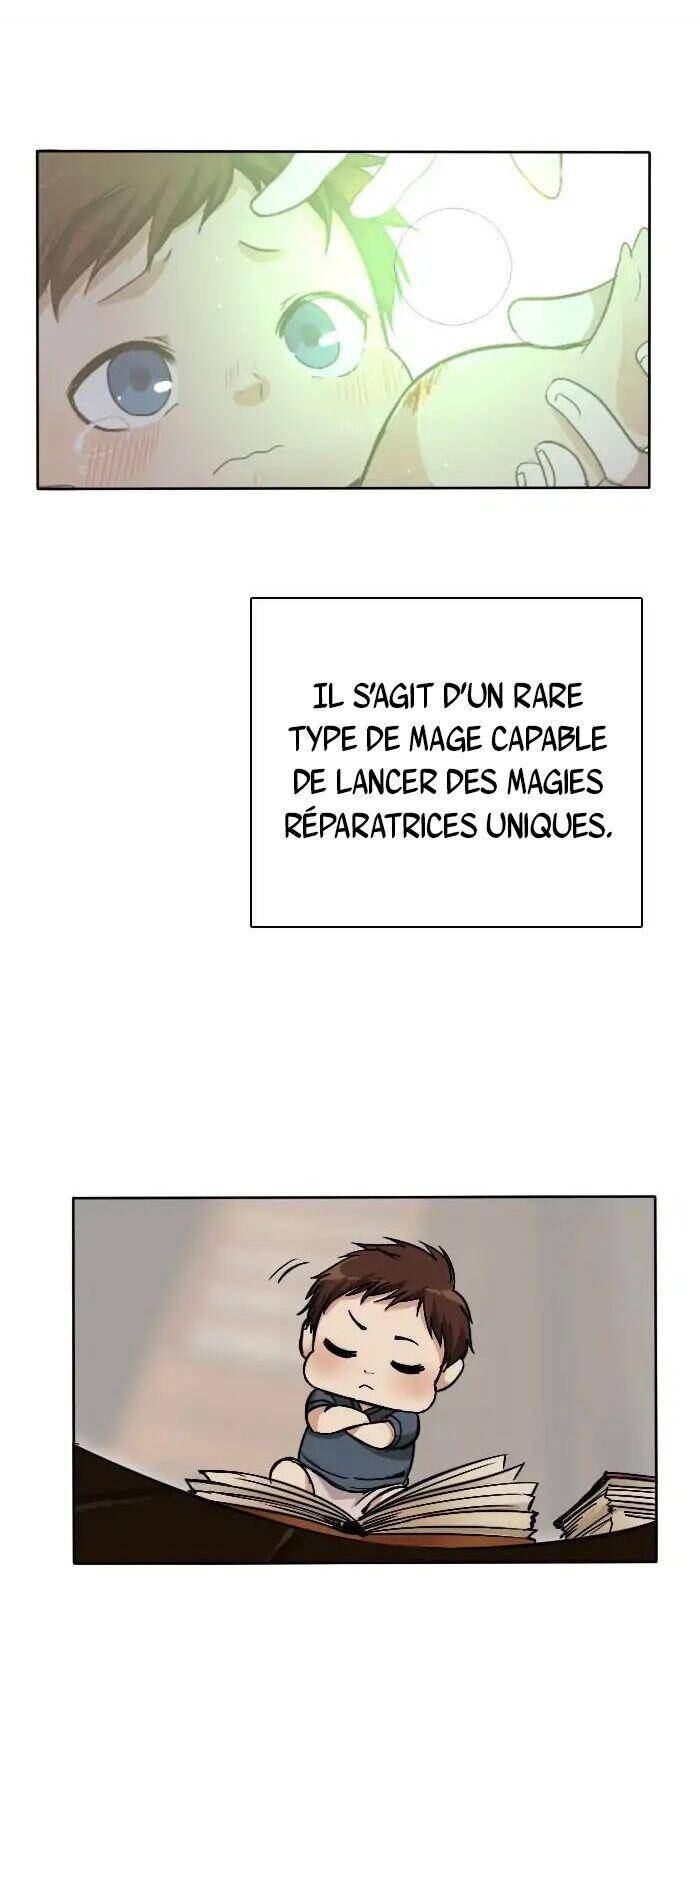 IL S'AGIT D'UN RARE
TYPE DE MAGE CAPABLE
DE LANCER DES MAGIES
RÉPARATRICES UNIQUES.